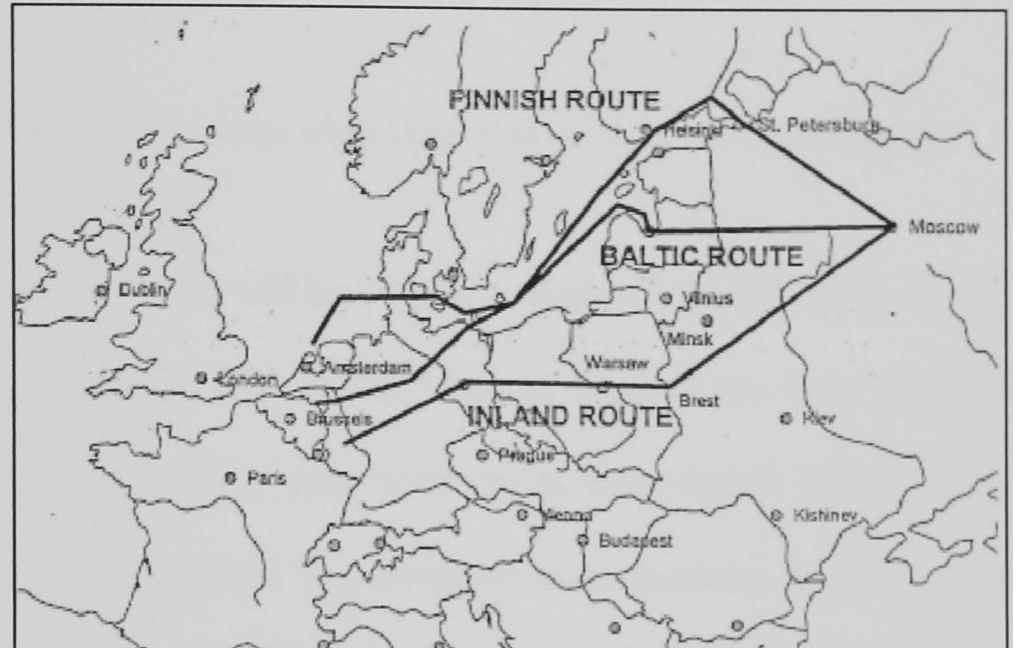 FINNISH ROUTE
Helsinki
St. Petersburg
Moscow
BALTIC ROUTE
Dublin
Vilnius
Minsk
Warsaw
Amsterdam
London
Brest
INLAND ROUTE
Brussels
Kiev
Prague
Paris
Vienna
Kishinev
Budapest